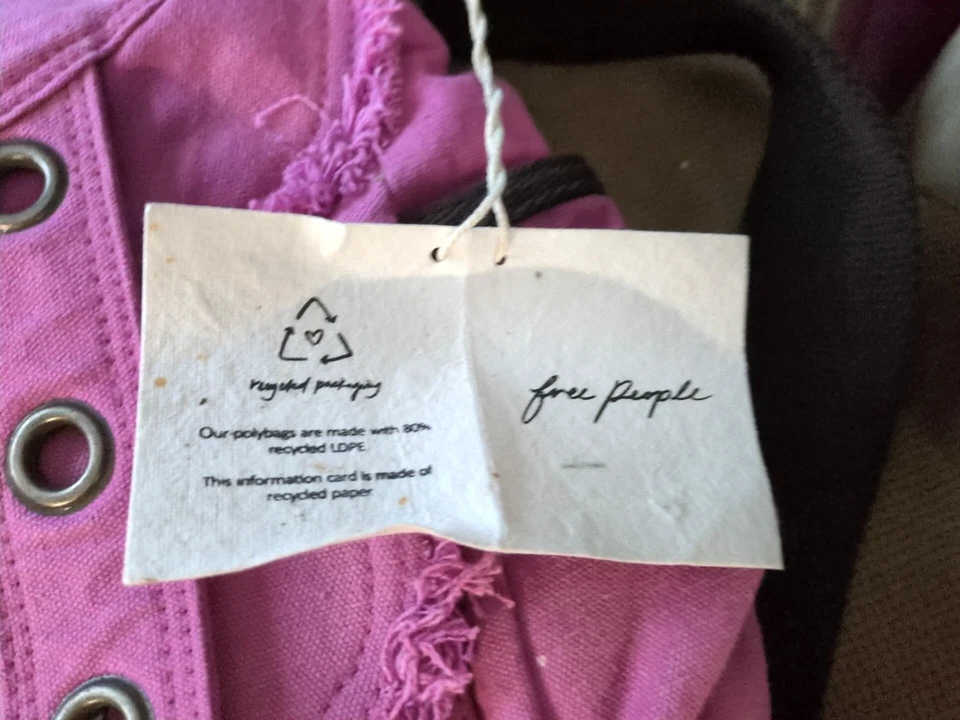 recycled packaging
Our polybags are made with 80%
recycled LDPE
This information card is made of
recycled paper
free people